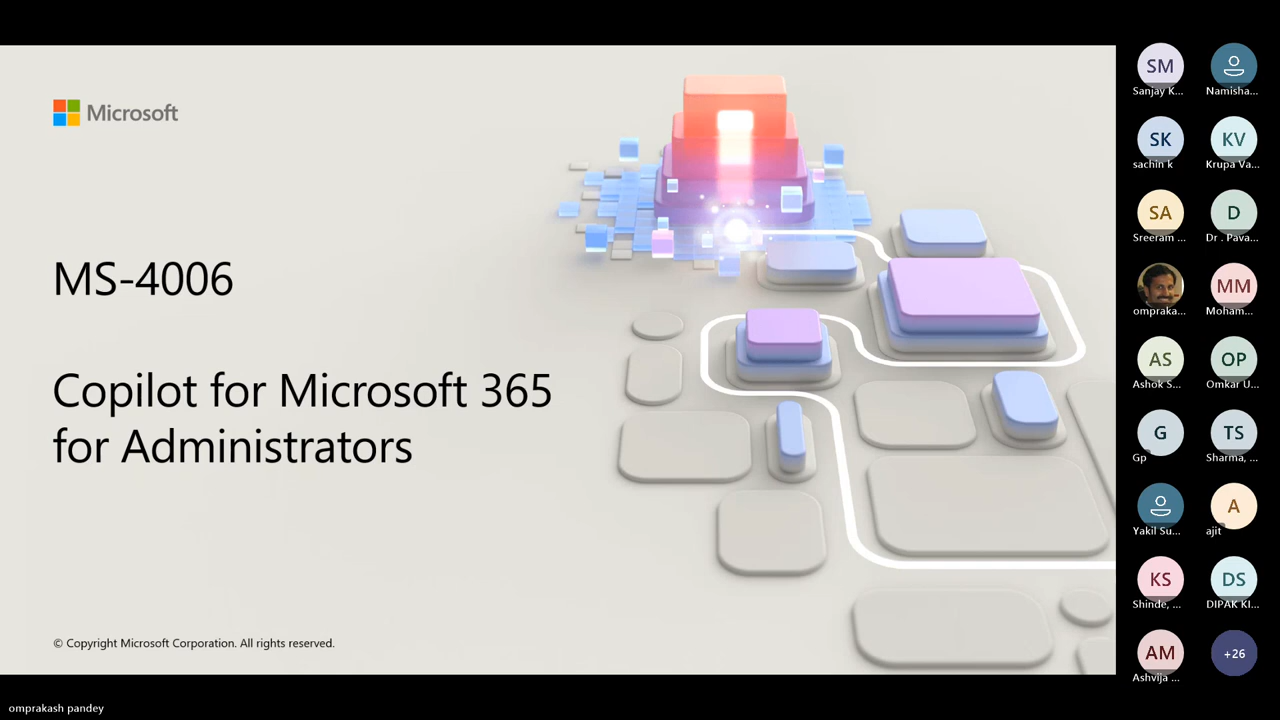 Microsoft
MS-4006
Copilot for Microsoft 365
for Administrators
© Copyright Microsoft Corporation. All rights reserved.
SM
Sanjay K...
Namisha...
SK
sachin k
KV
Krupa Va...
SA
Sreeram ...
D
Dr . Pava...
ompraka...
MM
Moham...
AS
Ashok S...
OP
Omkar U...
G
Gp
TS
Sharma, ...
Yakil Su...
A
ajit
KS
Shinde, ...
DS
DIPAK KI...
AM
Ashvija ...
+26
omprakash pandey